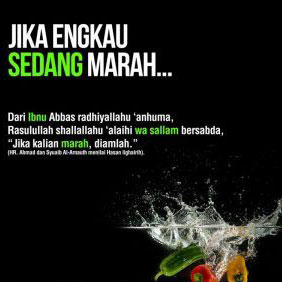 JIKA ENGKAU
SEDANG MARAH...
Dari Ibnu Abbas radhiyallahu 'anhuma,
Rasulullah shallallahu 'alaihi wa sallam bersabda,
"Jika kalian marah, diamlah."
(HR. Ahmad dan Syuaib Al-Arnauth menilai Hasan lighairih).